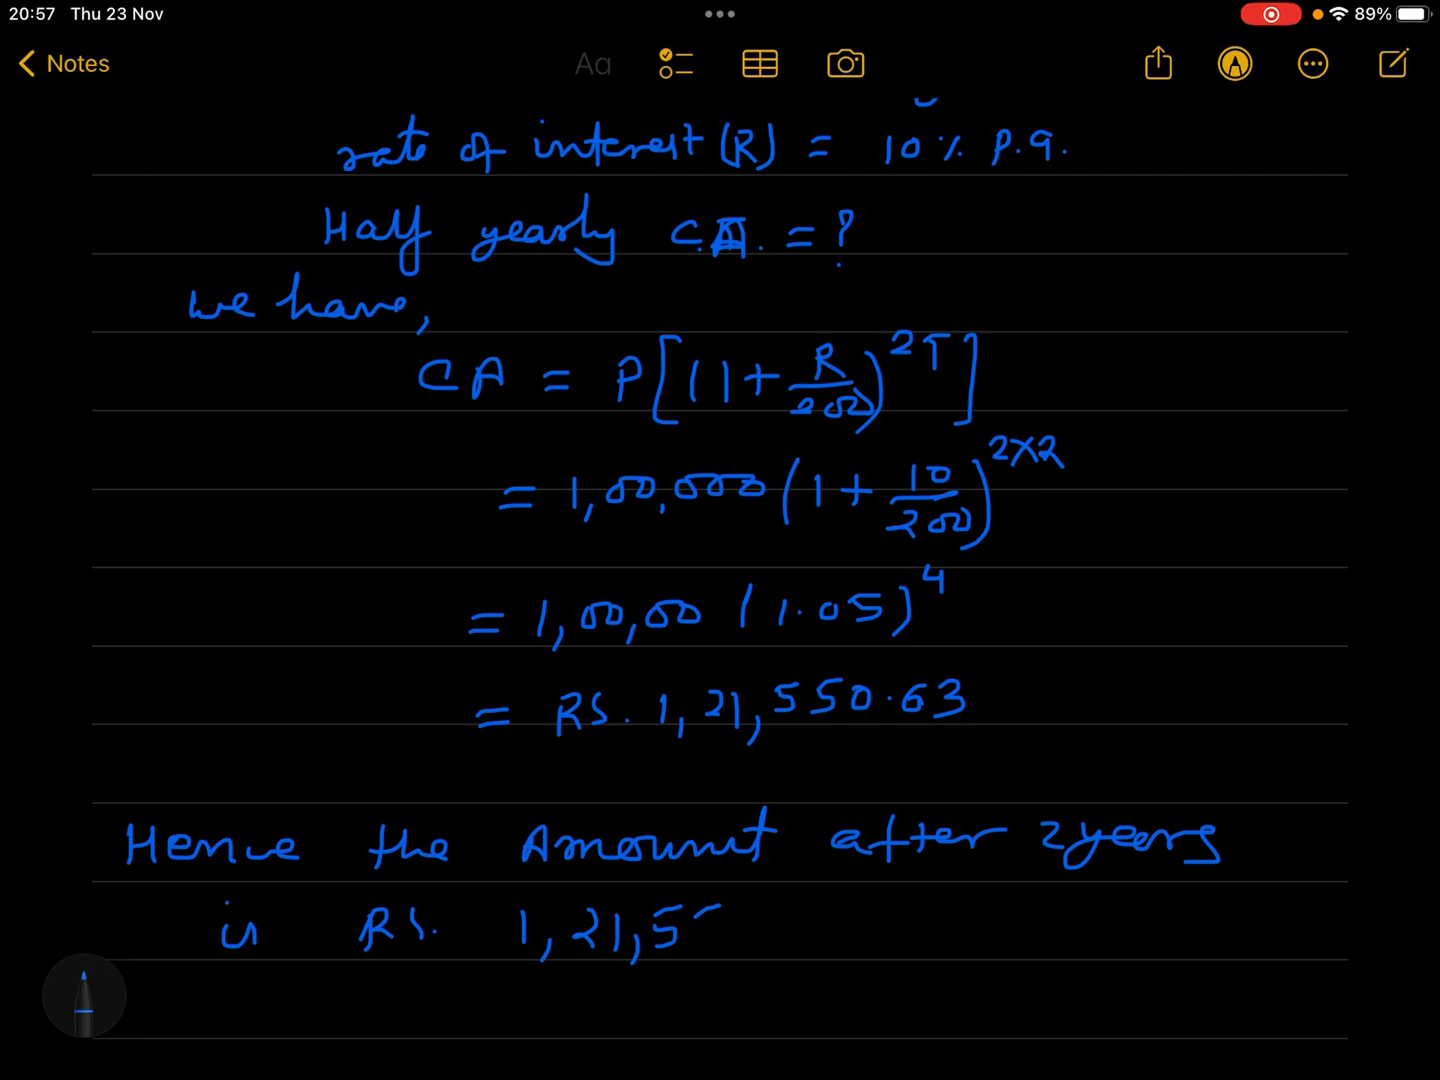 20:57 Thu 23 Nov 89%
Notes Aa
rate of interest (R) = 10% p.a.
Half yearly C.A. = ?
we have,
CA = P[(1+R/200)^2T]
= 1,00,000(1+10/200)^2×2
= 1,00,00(1.05)^4
= RS. 1,21,550.63
Hence the Amount after 2years
is RS. 1,21,5